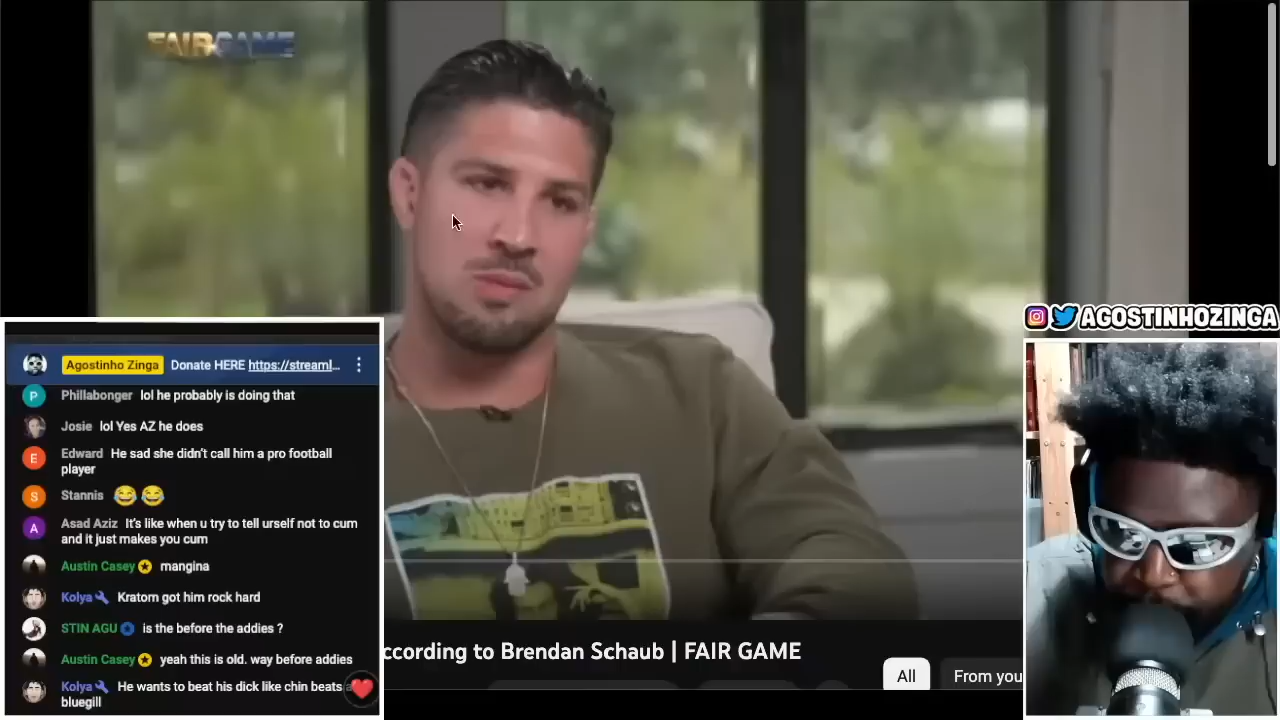 FAIR GAME
AGOSTINHOZINGA
Agostinho Zinga Donate HERE https://streaml...
P Phillabonger lol he probably is doing that
Josie lol Yes AZ he does
E Edward He sad she didn't call him a pro football
player
S Stannis 😂 😂
A Asad Aziz It's like when u try to tell urself not to cum
and it just makes you cum
Austin Casey mangina
Kolya Kratom got him rock hard
STIN AGU is the before the addies ?
Austin Casey yeah this is old. way before addies
Kolya He wants to beat his dick like chin beats
bluegill
ccording to Brendan Schaub | FAIR GAME
All From you